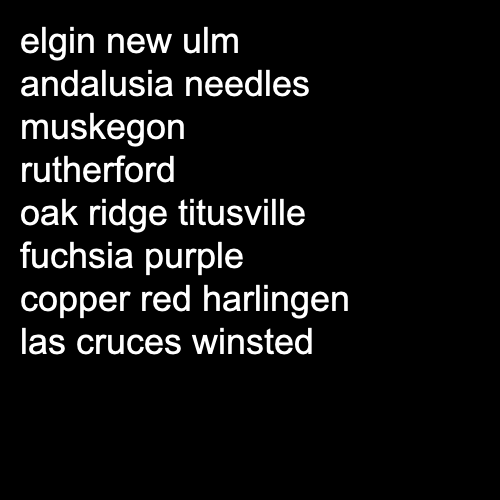 elgin new ulm
andalusia needles
muskegon
rutherford
oak ridge titusville
fuchsia purple
copper red harlingen
las cruces winsted